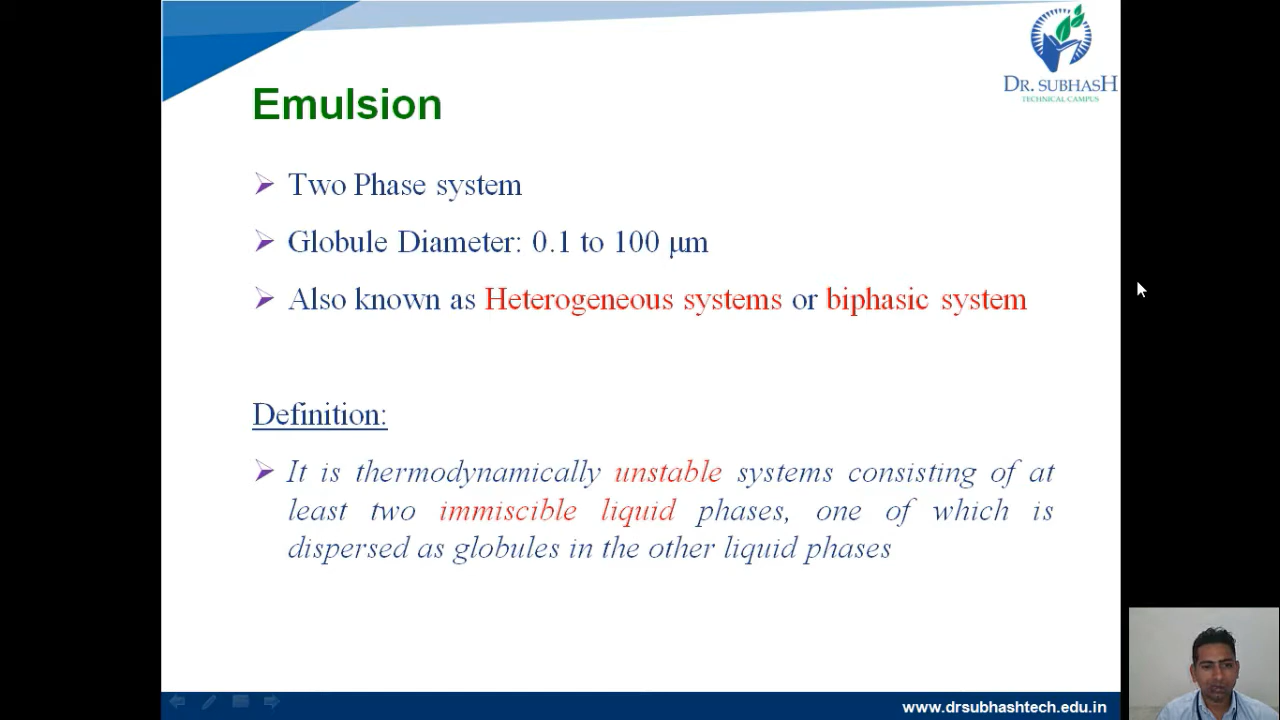 DR. SUBHASH
TECHNICAL CAMPUS
Emulsion
Two Phase system
Globule Diameter: 0.1 to 100 µm
Also known as Heterogeneous systems or biphasic system
Definition:
It is thermodynamically unstable systems consisting of at
least two immiscible liquid phases, one of which is
dispersed as globules in the other liquid phases
www.drsubhashtech.edu.in